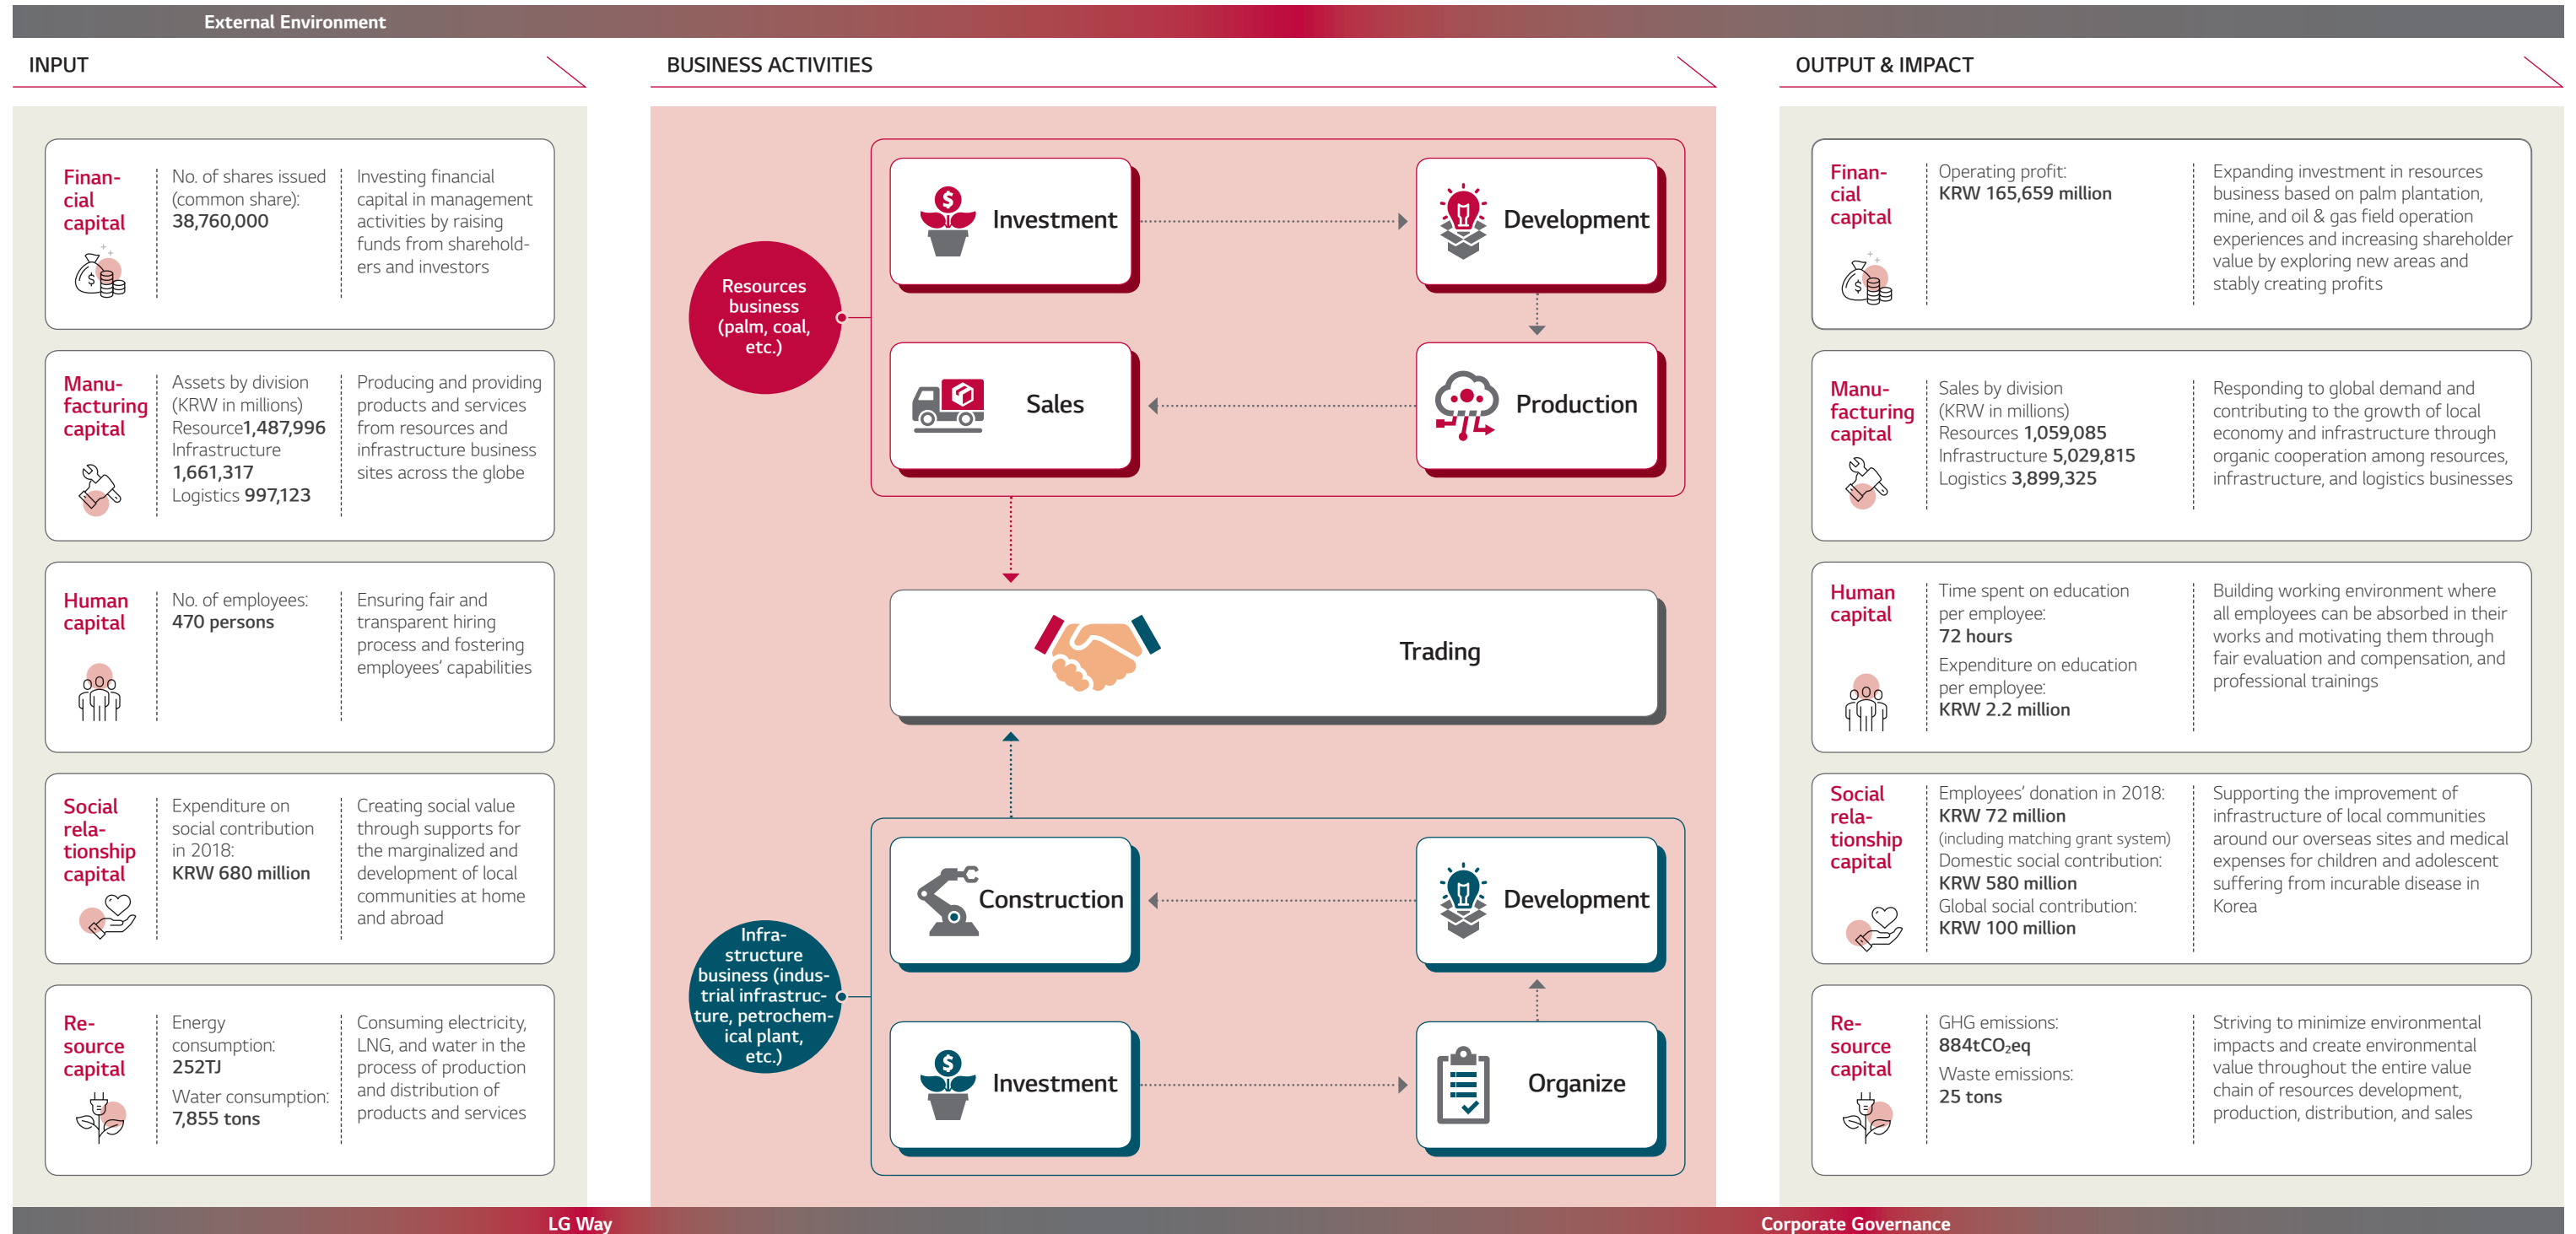 External Environment
INPUT
Finan-
cial
capital
No. of shares issued
(common share):
38,760,000
Investing financial
capital in management
activities by raising
funds from sharehold-
ers and investors
Manu-
facturing
capital
Assets by division
(KRW in millions)
Resource1,487,996
Infrastructure
1,661,317
Logistics 997,123
Producing and providing
products and services
from resources and
infrastructure business
sites across the globe
Human
capital
No. of employees:
470 persons
Ensuring fair and
transparent hiring
process and fostering
employees' capabilities
Social
rela-
tionship
capital
Expenditure on
social contribution
in 2018:
KRW 680 million
Creating social value
through supports for
the marginalized and
development of local
communities at home
and abroad
Re-
source
capital
Energy
consumption:
252TJ
Water consumption:
7,855 tons
Consuming electricity,
LNG, and water in the
process of production
and distribution of
products and services
BUSINESS ACTIVITIES
Resources
business
(palm, coal,
etc.)
Investment
Development
Sales
Production
Trading
Infra-
structure
business (indus-
trial infrastruc-
ture, petrochem-
ical plant,
etc.)
Construction
Development
Investment
Organize
OUTPUT & IMPACT
Finan-
cial
capital
Operating profit:
KRW 165,659 million
Expanding investment in resources
business based on palm plantation,
mine, and oil & gas field operation
experiences and increasing shareholder
value by exploring new areas and
stably creating profits
Manu-
facturing
capital
Sales by division
(KRW in millions)
Resources 1,059,085
Infrastructure 5,029,815
Logistics 3,899,325
Responding to global demand and
contributing to the growth of local
economy and infrastructure through
organic cooperation among resources,
infrastructure, and logistics businesses
Human
capital
Time spent on education
per employee:
72 hours
Expenditure on education
per employee:
KRW 2.2 million
Building working environment where
all employees can be absorbed in their
works and motivating them through
fair evaluation and compensation, and
professional trainings
Social
rela-
tionship
capital
Employees' donation in 2018:
KRW 72 million
(including matching grant system)
Domestic social contribution:
KRW 580 million
Global social contribution:
KRW 100 million
Supporting the improvement of
infrastructure of local communities
around our overseas sites and medical
expenses for children and adolescent
suffering from incurable disease in
Korea
Re-
source
capital
GHG emissions:
884tCO₂eq
Waste emissions:
25 tons
Striving to minimize environmental
impacts and create environmental
value throughout the entire value
chain of resources development,
production, distribution, and sales
LG Way
Corporate Governance